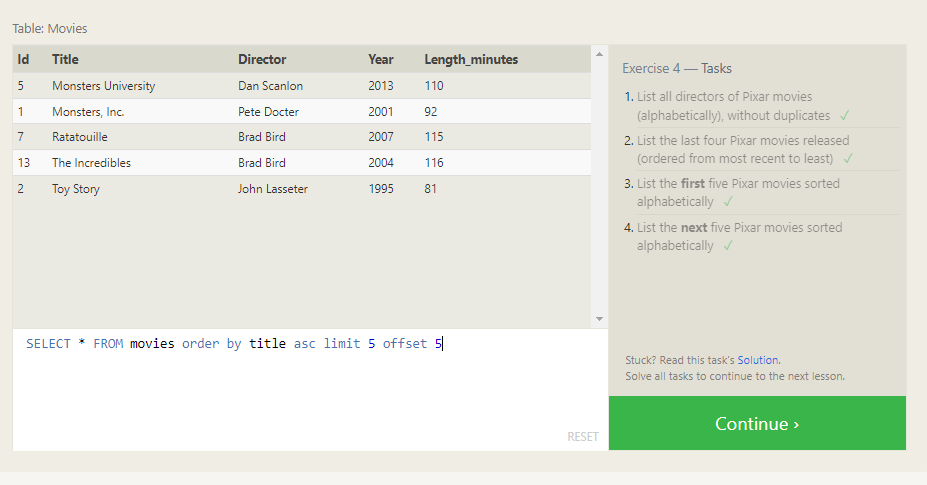 Table: Movies
Id Title Director Year Length_minutes
5 Monsters University Dan Scanlon 2013 110
1 Monsters, Inc. Pete Docter 2001 92
7 Ratatouille Brad Bird 2007 115
13 The Incredibles Brad Bird 2004 116
2 Toy Story John Lasseter 1995 81
SELECT * FROM movies order by title asc limit 5 offset 5
RESET
Exercise 4 — Tasks
1. List all directors of Pixar movies
(alphabetically), without duplicates ✓
2. List the last four Pixar movies released
(ordered from most recent to least) ✓
3. List the first five Pixar movies sorted
alphabetically ✓
4. List the next five Pixar movies sorted
alphabetically ✓
Stuck? Read this task's Solution.
Solve all tasks to continue to the next lesson.
Continue ›